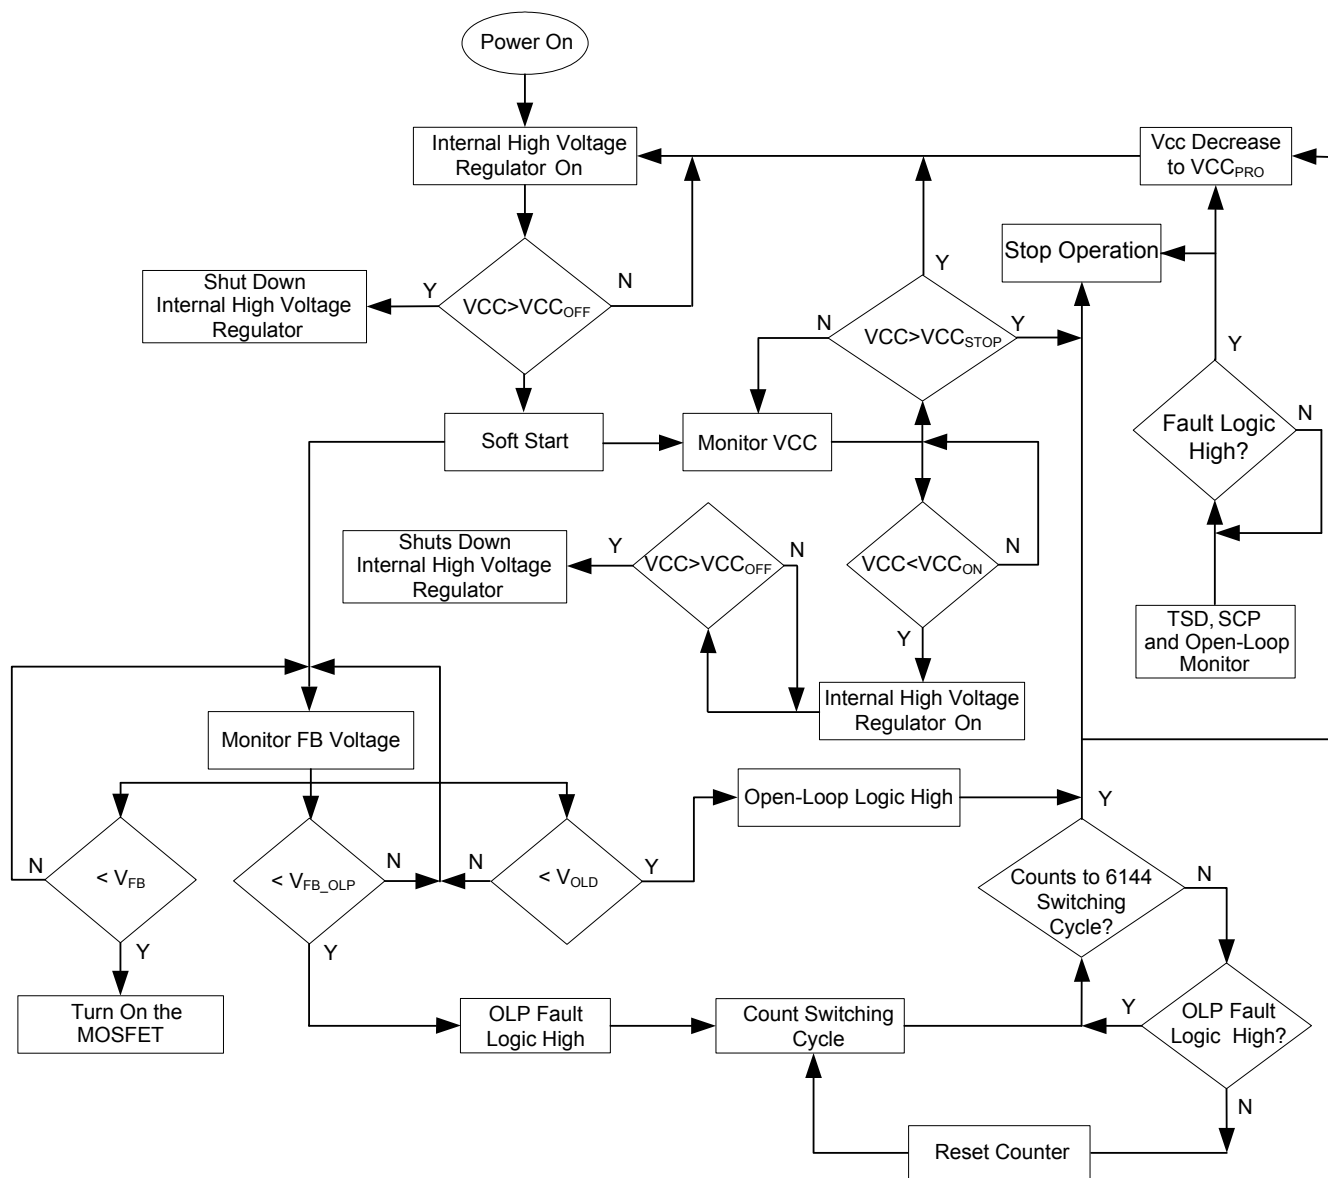 Power On
Internal High Voltage
Regulator On
Vcc Decrease
to VCCPRO
Stop Operation
Shut Down
Internal High Voltage
Regulator
Y
VCC>VCCOFF
N
Y
N
VCC>VCCSTOP
Y
Y
Fault Logic
High?
N
Soft Start
Monitor VCC
Shuts Down
Internal High Voltage
Regulator
Y
VCC>VCCOFF
N
VCC<VCCON
N
Y
TSD, SCP
and Open-Loop
Monitor
Internal High Voltage
Regulator On
Monitor FB Voltage
Open-Loop Logic High
Y
N
< VFB
Y
< VFB_OLP
N
Y
N
< VOLD
Y
Counts to 6144
Switching
Cycle?
N
Turn On the
MOSFET
OLP Fault
Logic High
Count Switching
Cycle
Y
OLP Fault
Logic High?
N
Reset Counter